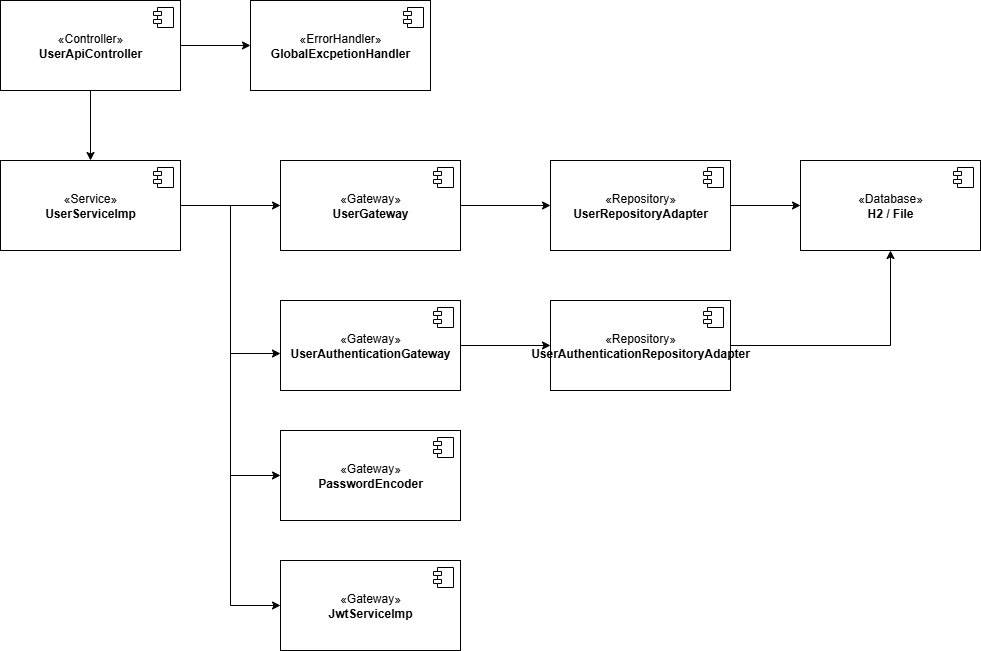 «Controller»
UserApiController
«ErrorHandler»
GlobalExcpetionHandler
«Service»
UserServiceImp
«Gateway»
UserGateway
«Repository»
UserRepositoryAdapter
«Database»
H2 / File
«Gateway»
UserAuthenticationGateway
«Repository»
UserAuthenticationRepositoryAdapter
«Gateway»
PasswordEncoder
«Gateway»
JwtServiceImp